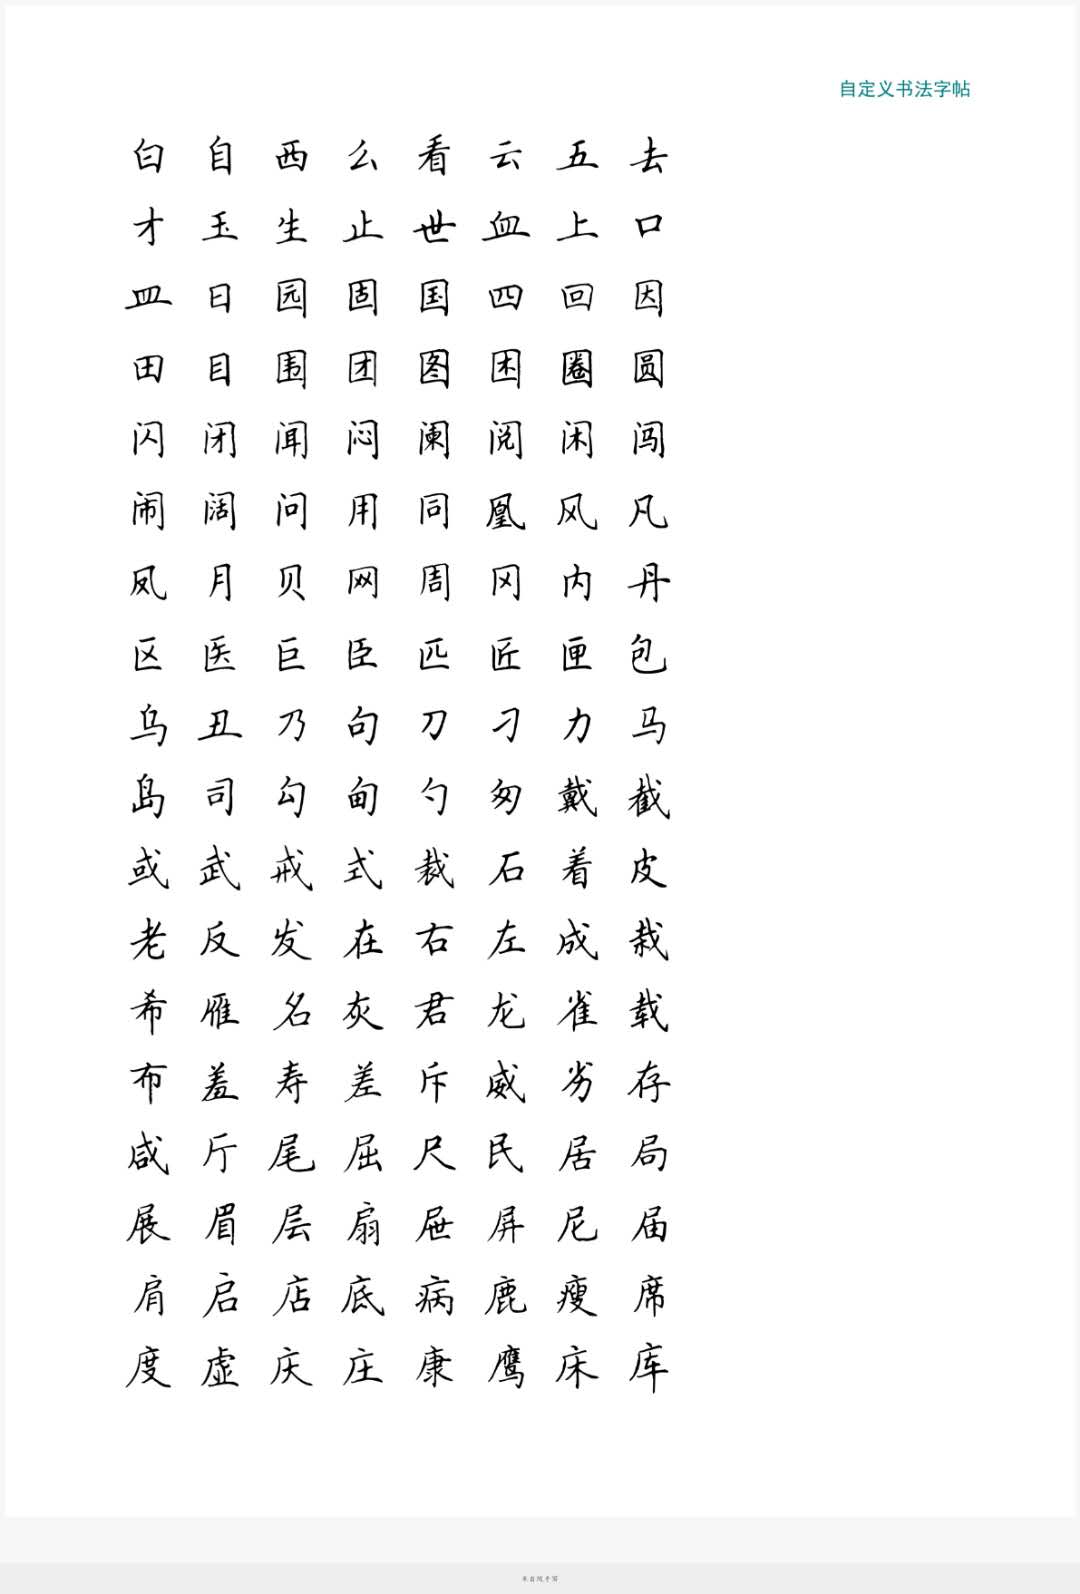 自定义书法字帖
白 自 西 么 看 云 五 去
才 玉 生 止 世 血 上 口
皿 日 园 固 国 四 回 因
田 目 围 团 图 困 圈 圆
闪 闭 闻 闷 阑 阅 闲 闯
闹 阔 问 用 同 凰 风 凡
凤 月 贝 网 周 冈 内 丹
区 医 巨 臣 匹 匠 匣 包
乌 丑 乃 句 刀 刁 力 马
岛 司 勾 甸 勺 匆 戴 截
或 武 戒 式 裁 石 着 皮
老 反 发 在 右 左 成 栽
希 雁 名 灰 君 龙 雀 载
布 羞 寿 差 斥 威 劣 存
咸 厅 尾 屈 尺 民 居 局
展 眉 层 扇 屉 屏 尼 届
肩 启 店 底 病 鹿 瘦 席
度 虚 庆 庄 康 鹰 床 库